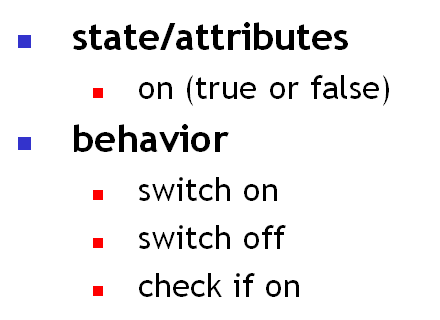 state/attributes
on (true or false)
behavior
switch on
switch off
check if on